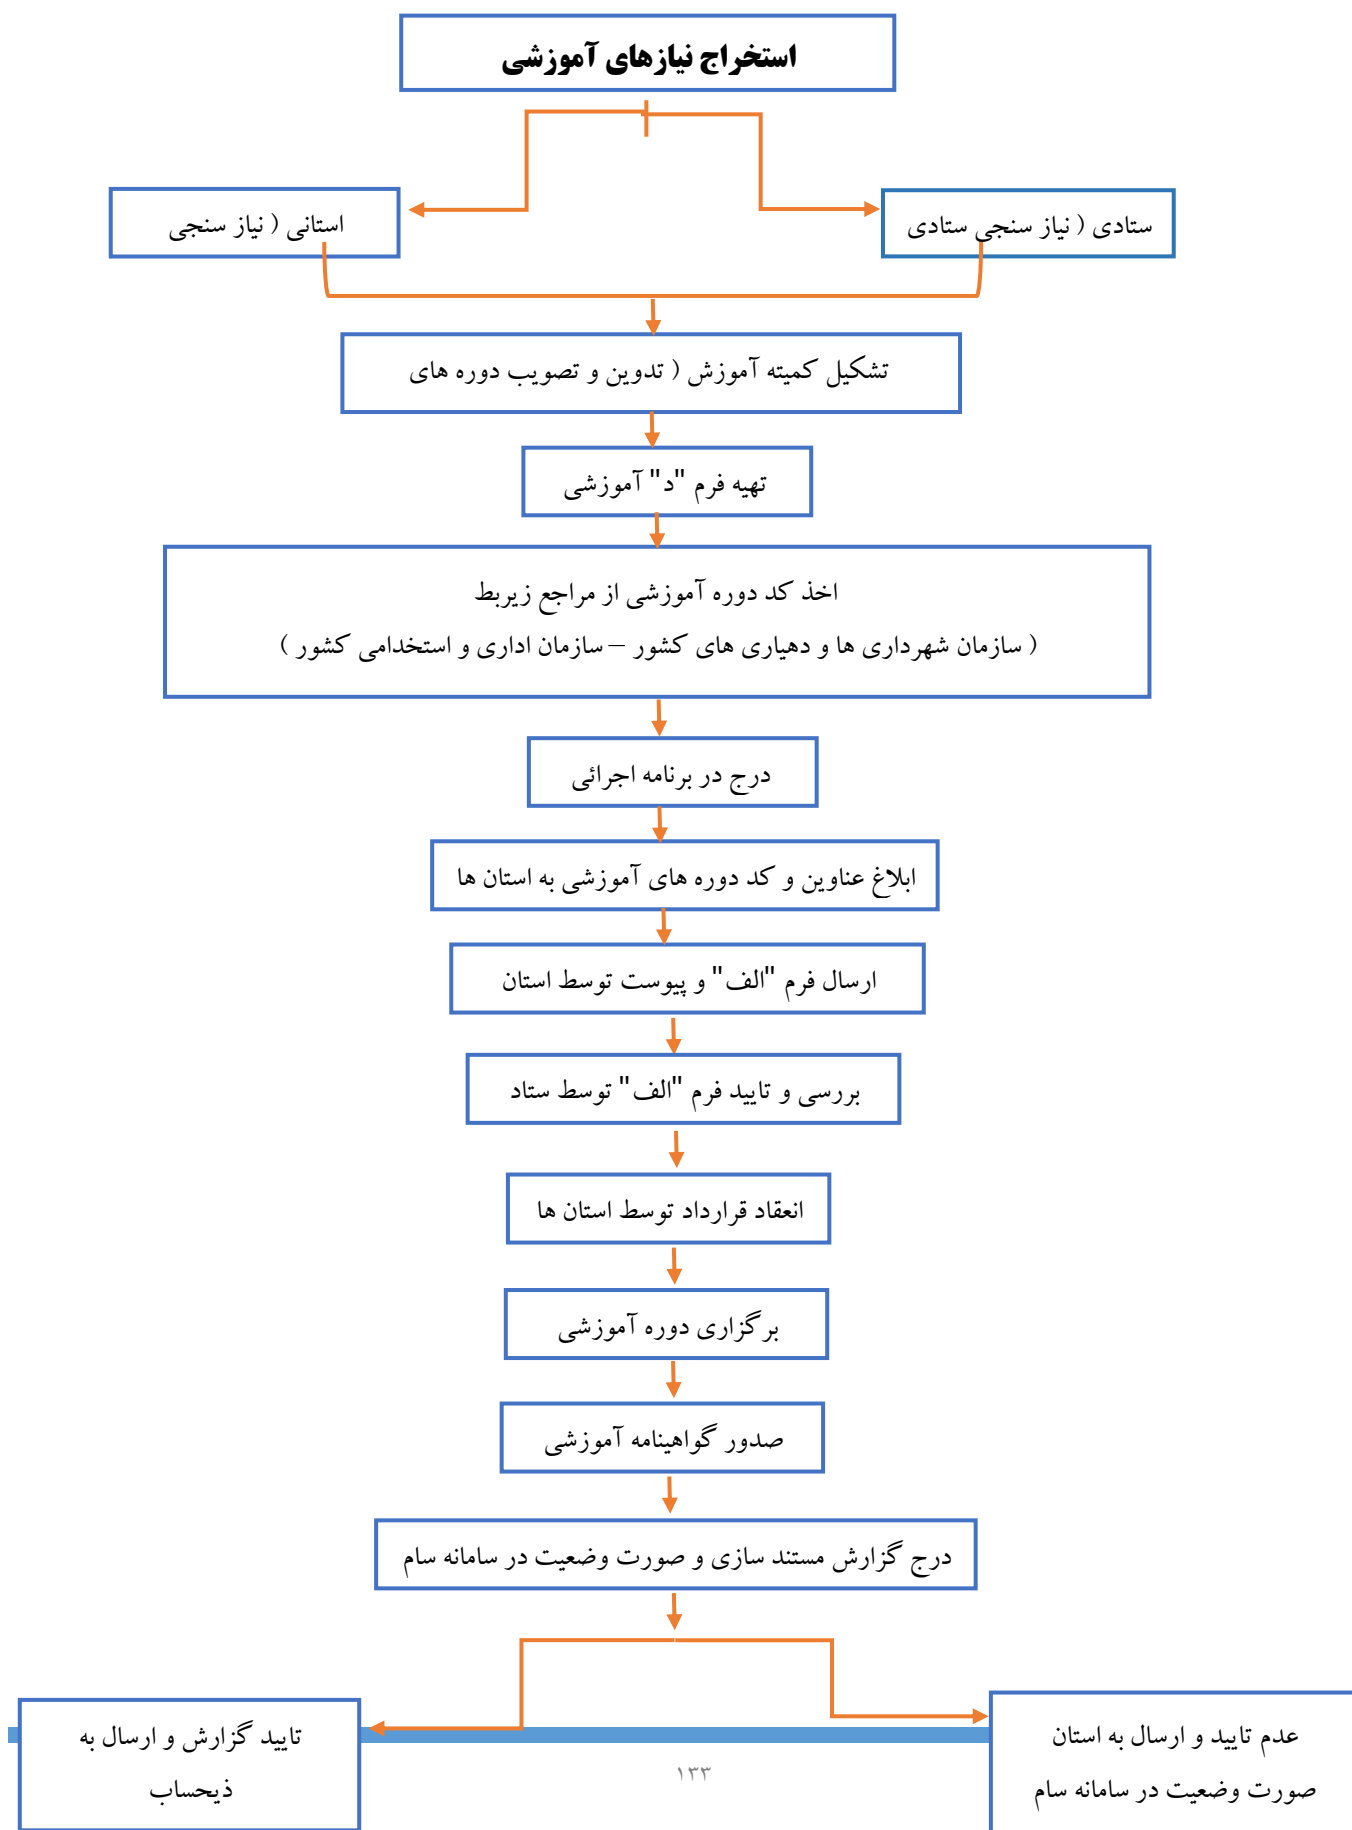 استخراج نیازهای آموزشی
ستادی ( نیاز سنجی ستادی
استانی ( نیاز سنجی
تشکیل کمیته آموزش ( تدوین و تصویب دوره های
تهیه فرم "د" آموزشی
اخذ کد دوره آموزشی از مراجع زیربط
( سازمان شهرداری ها و دهیاری های کشور – سازمان اداری و استخدامی کشور )
درج در برنامه اجرائی
ابلاغ عناوین و کد دوره های آموزشی به استان ها
ارسال فرم "الف" و پیوست توسط استان
بررسی و تایید فرم "الف" توسط ستاد
انعقاد قرارداد توسط استان ها
برگزاری دوره آموزشی
صدور گواهینامه آموزشی
درج گزارش مستند سازی و صورت وضعیت در سامانه سام
عدم تایید و ارسال به استان
صورت وضعیت در سامانه سام
تایید گزارش و ارسال به
ذیحساب
۱۳۳